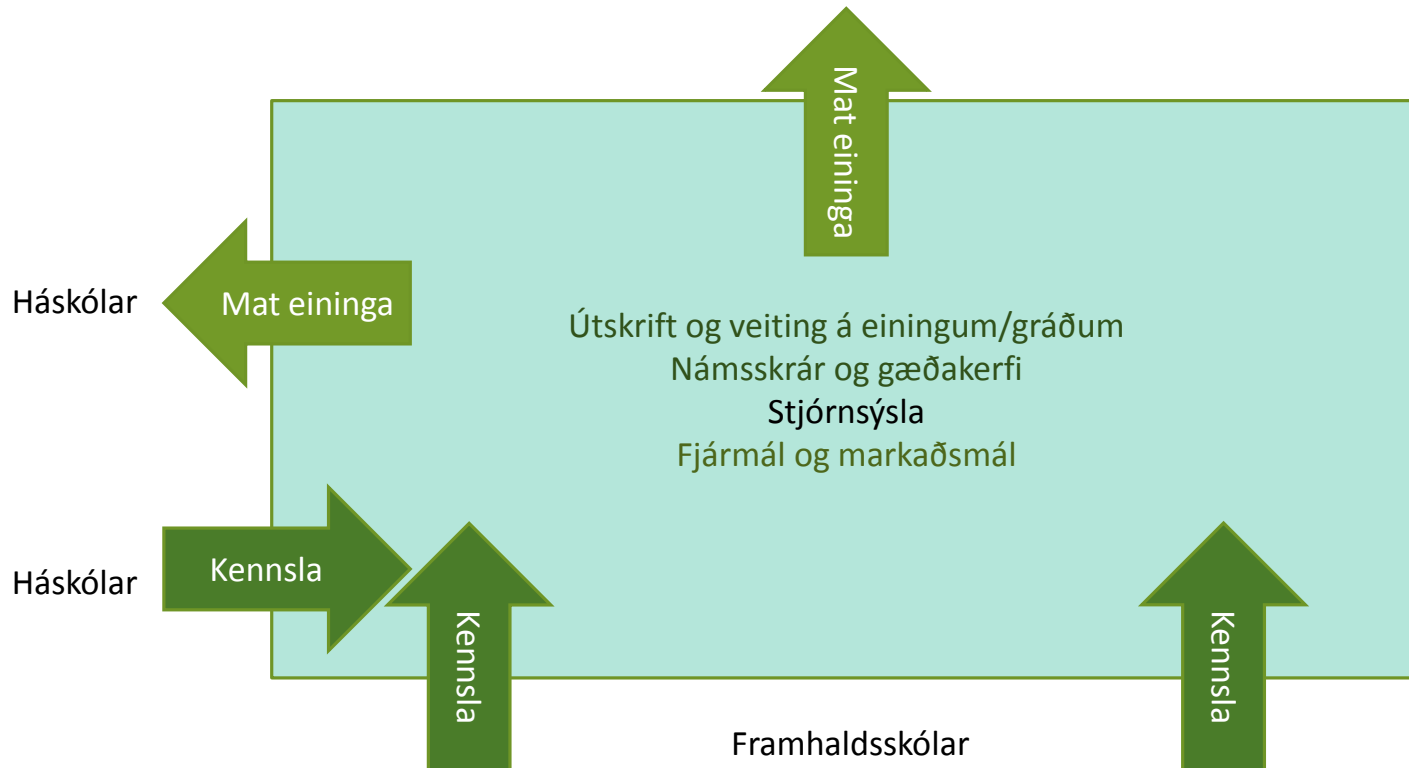 Mat eininga
Háskólar
Mat eininga
Útskrift og veiting á einingum/gráðum
Námsskrár og gæðakerfi
Stjórnsýsla
Fjármál og markaðsmál
Háskólar
Kennsla
Kennsla
Kennsla
Framhaldsskólar